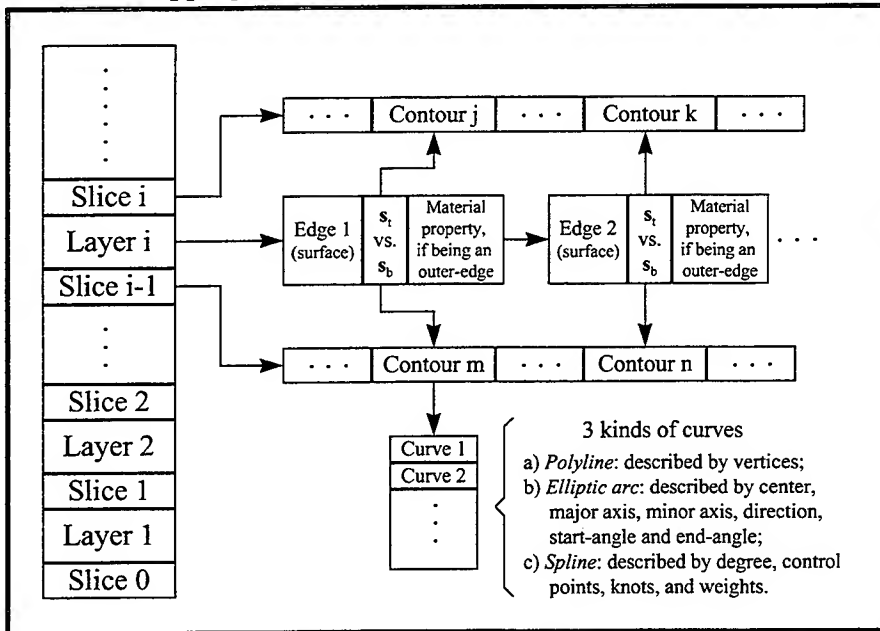 Slice i
Layer i
Slice i-1
Slice 2
Layer 2
Slice 1
Layer 1
Slice 0
. . . Contour j . . . Contour k . . .
Edge 1
(surface)
s_t
vs.
s_b
Material
property,
if being an
outer-edge
Edge 2
(surface)
s_t
vs.
s_b
Material
property,
if being an
outer-edge
. . .
. . . Contour m . . . Contour n . . .
Curve 1
Curve 2
3 kinds of curves
a) Polyline: described by vertices;
b) Elliptic arc: described by center,
major axis, minor axis, direction,
start-angle and end-angle;
c) Spline: described by degree, control
points, knots, and weights.